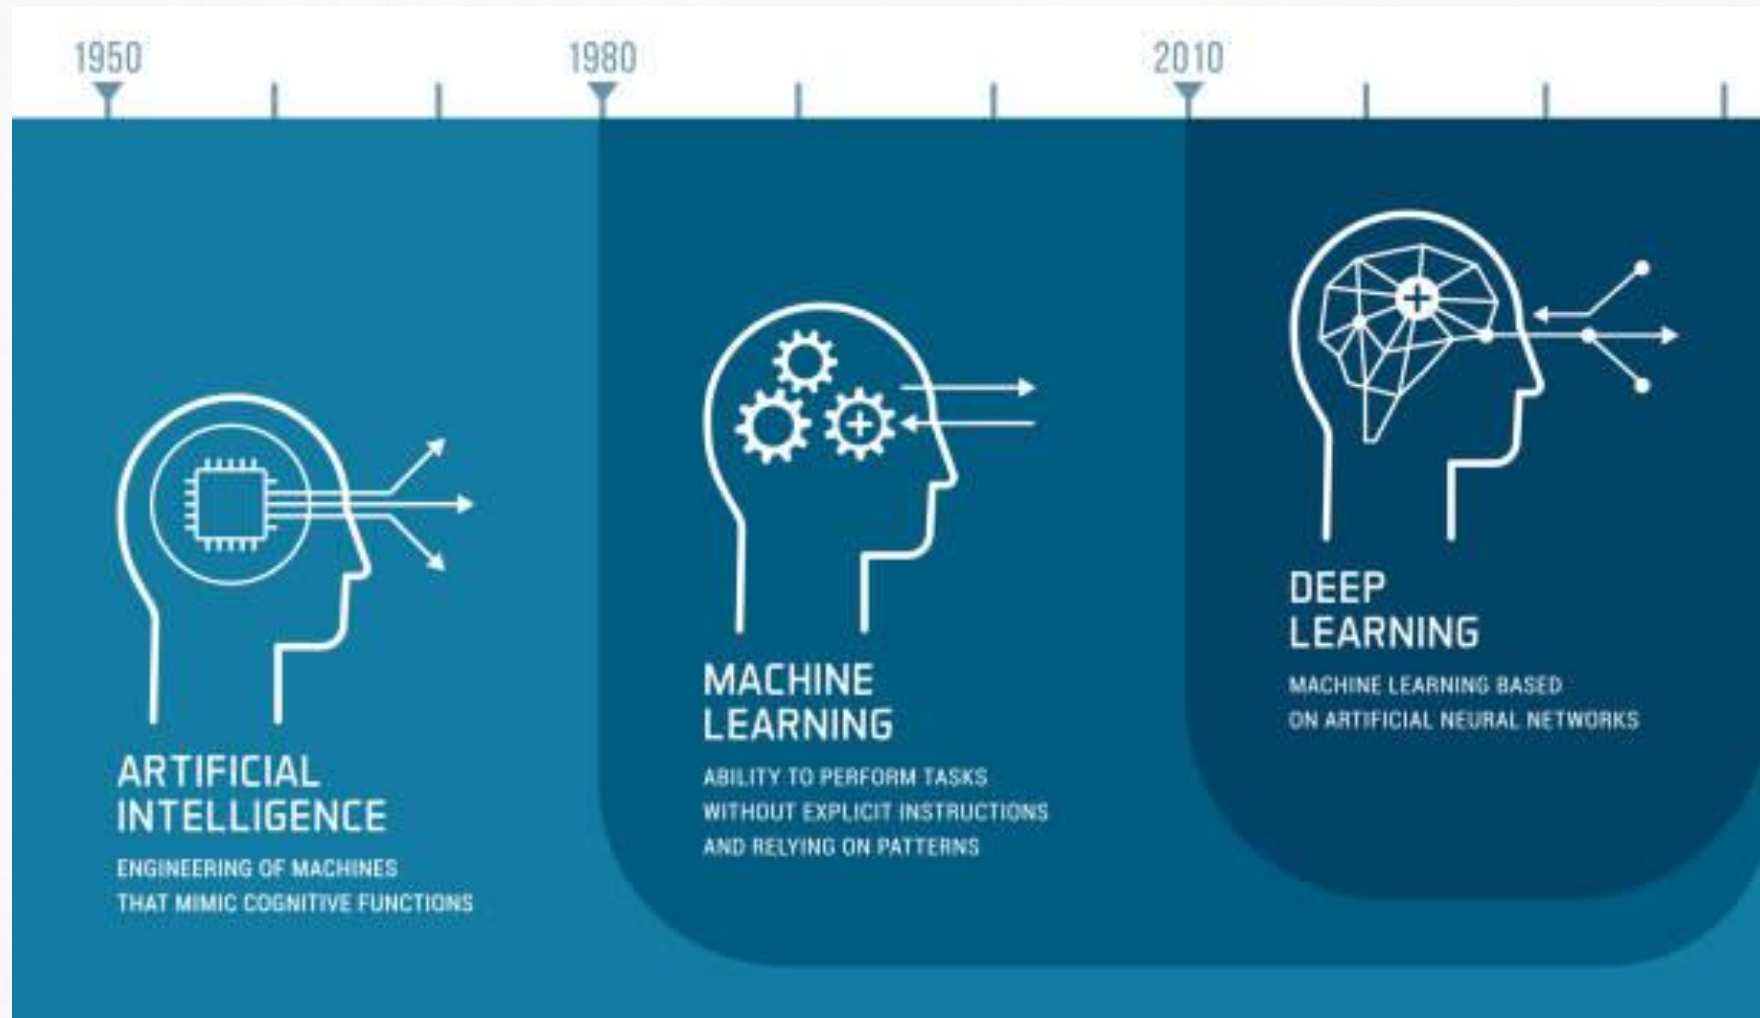 1950
1980
2010
ARTIFICIAL
INTELLIGENCE
ENGINEERING OF MACHINES
THAT MIMIC COGNITIVE FUNCTIONS
MACHINE
LEARNING
ABILITY TO PERFORM TASKS
WITHOUT EXPLICIT INSTRUCTIONS
AND RELYING ON PATTERNS
DEEP
LEARNING
MACHINE LEARNING BASED
ON ARTIFICIAL NEURAL NETWORKS